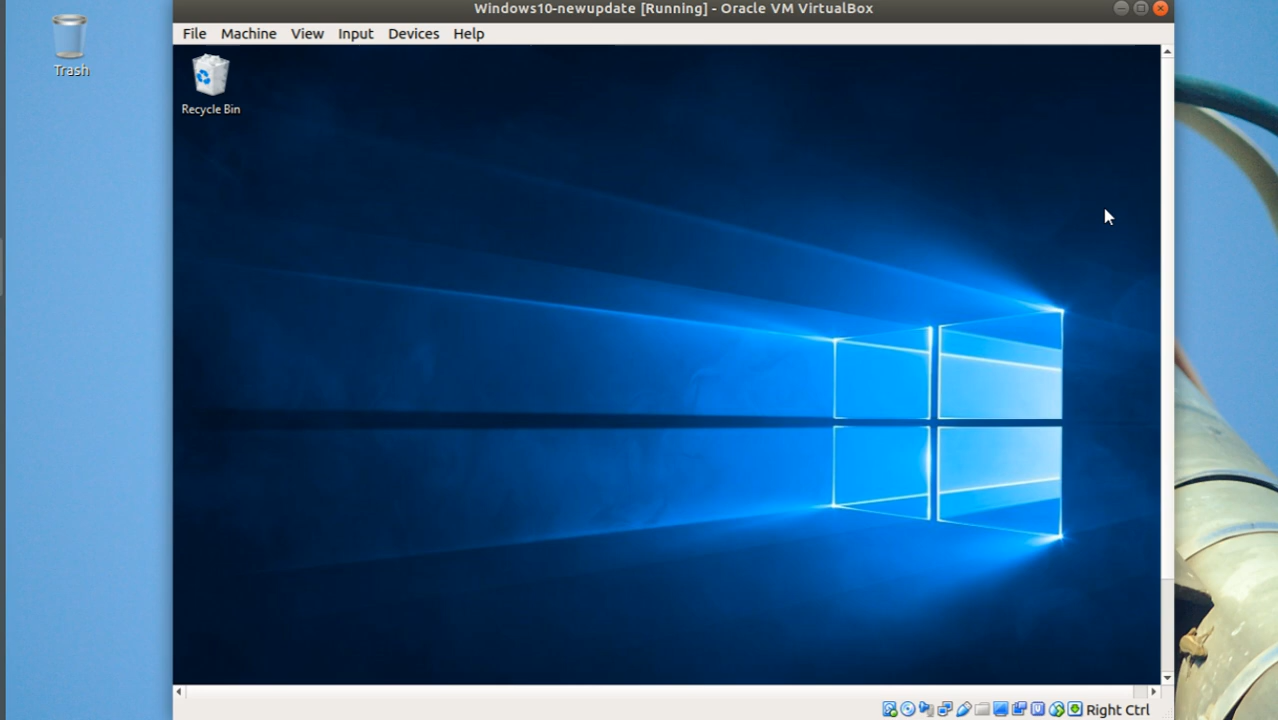 Windows10-newupdate [Running] - Oracle VM VirtualBox
File Machine View Input Devices Help
Trash
Recycle Bin
Right Ctrl